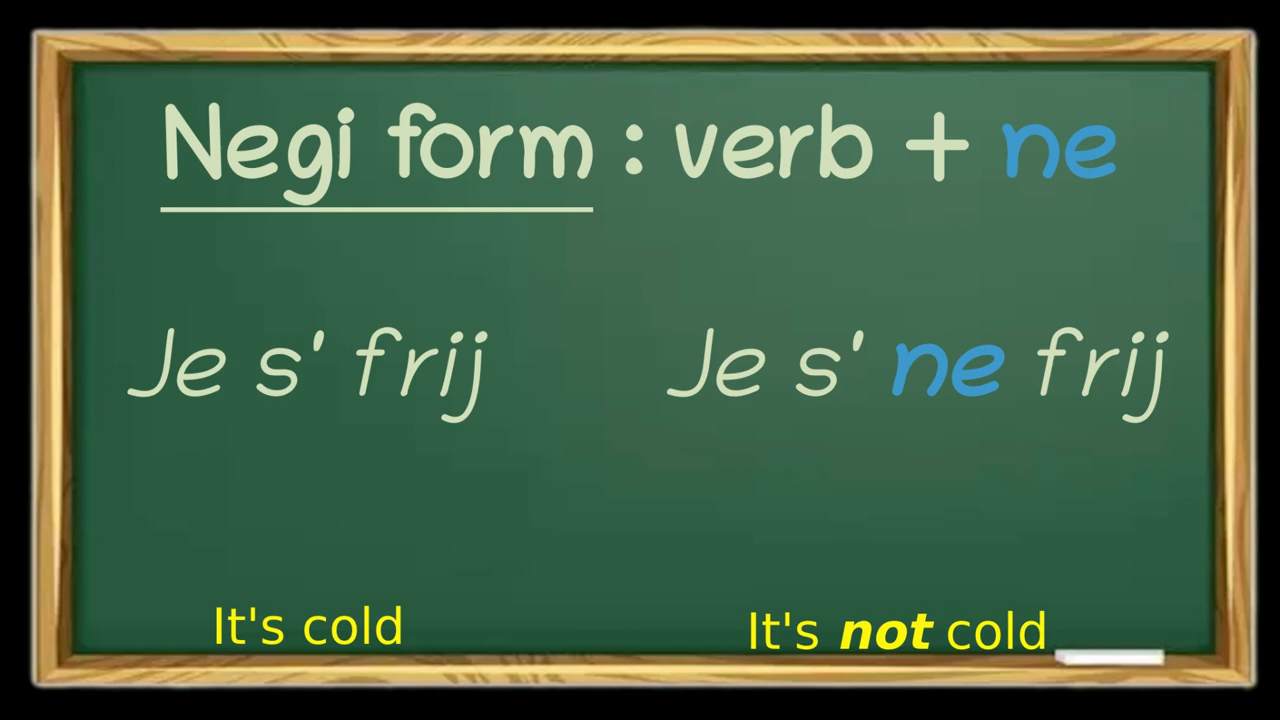 Negi form : verb + ne
Je s' frij
Je s' ne frij
It's cold
It's not cold